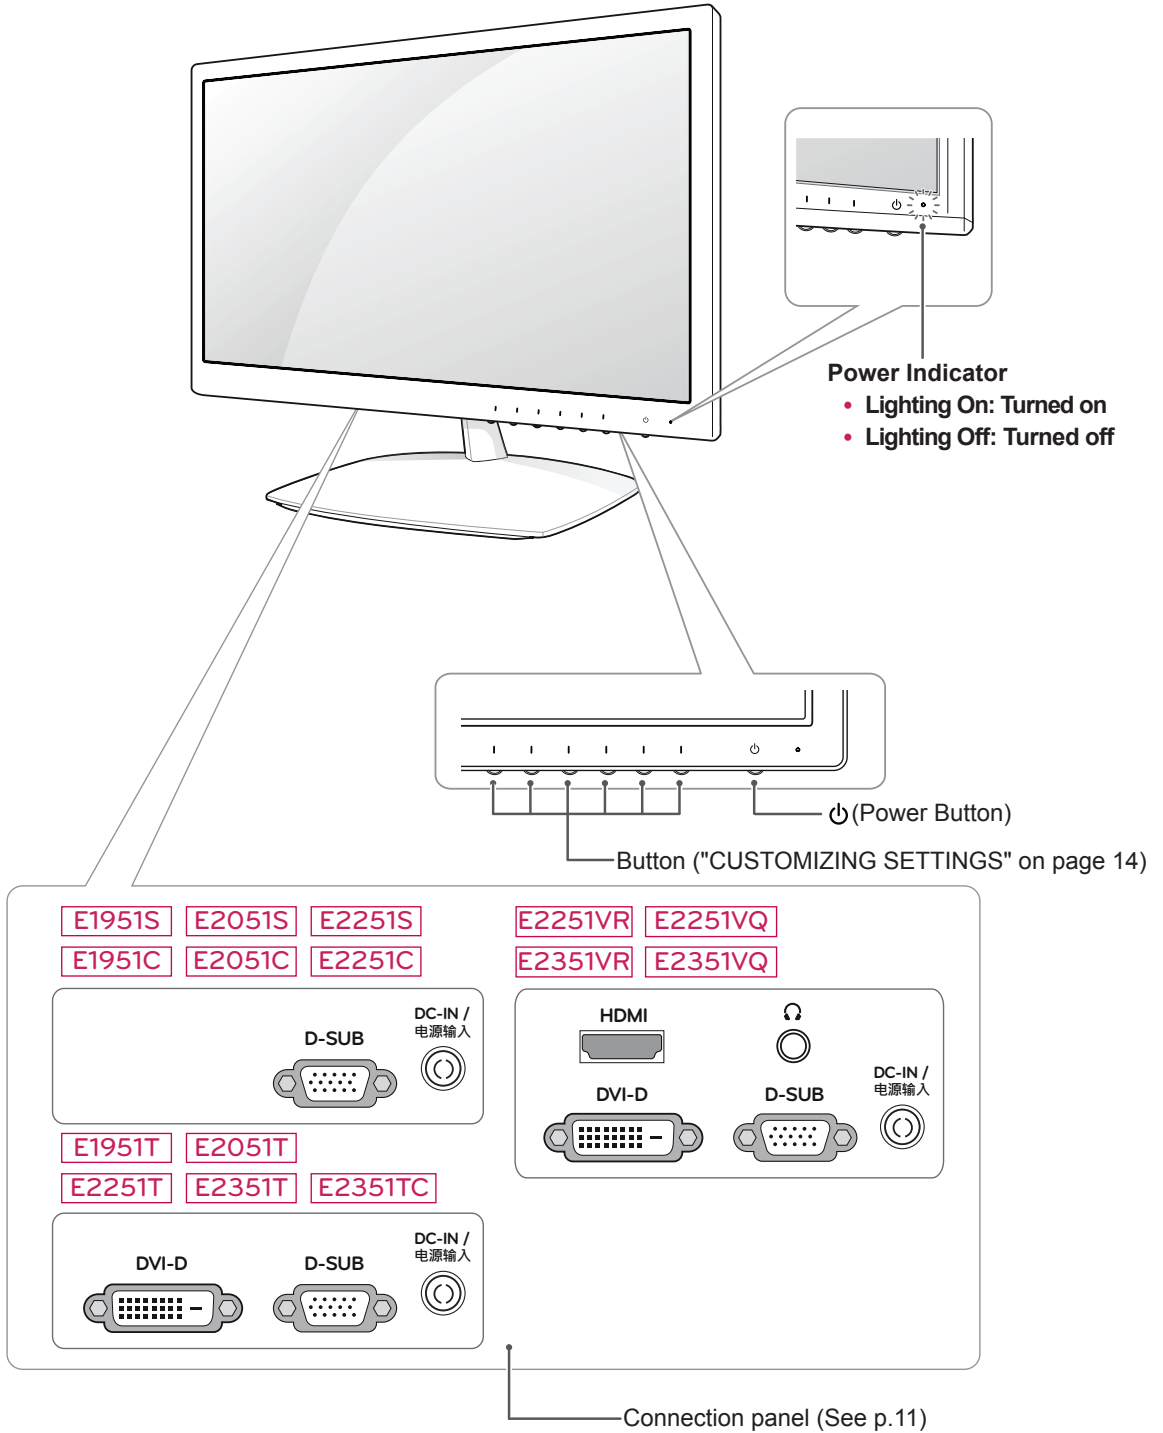 Power Indicator
• Lighting On: Turned on
• Lighting Off: Turned off
(Power Button)
Button ("CUSTOMIZING SETTINGS" on page 14)
E1951S E2051S E2251S
E1951C E2051C E2251C
D-SUB
DC-IN /
电源输入
E1951T E2051T
E2251T E2351T E2351TC
DVI-D
D-SUB
DC-IN /
电源输入
E2251VR E2251VQ
E2351VR E2351VQ
HDMI
DVI-D
D-SUB
DC-IN /
电源输入
Connection panel (See p.11)